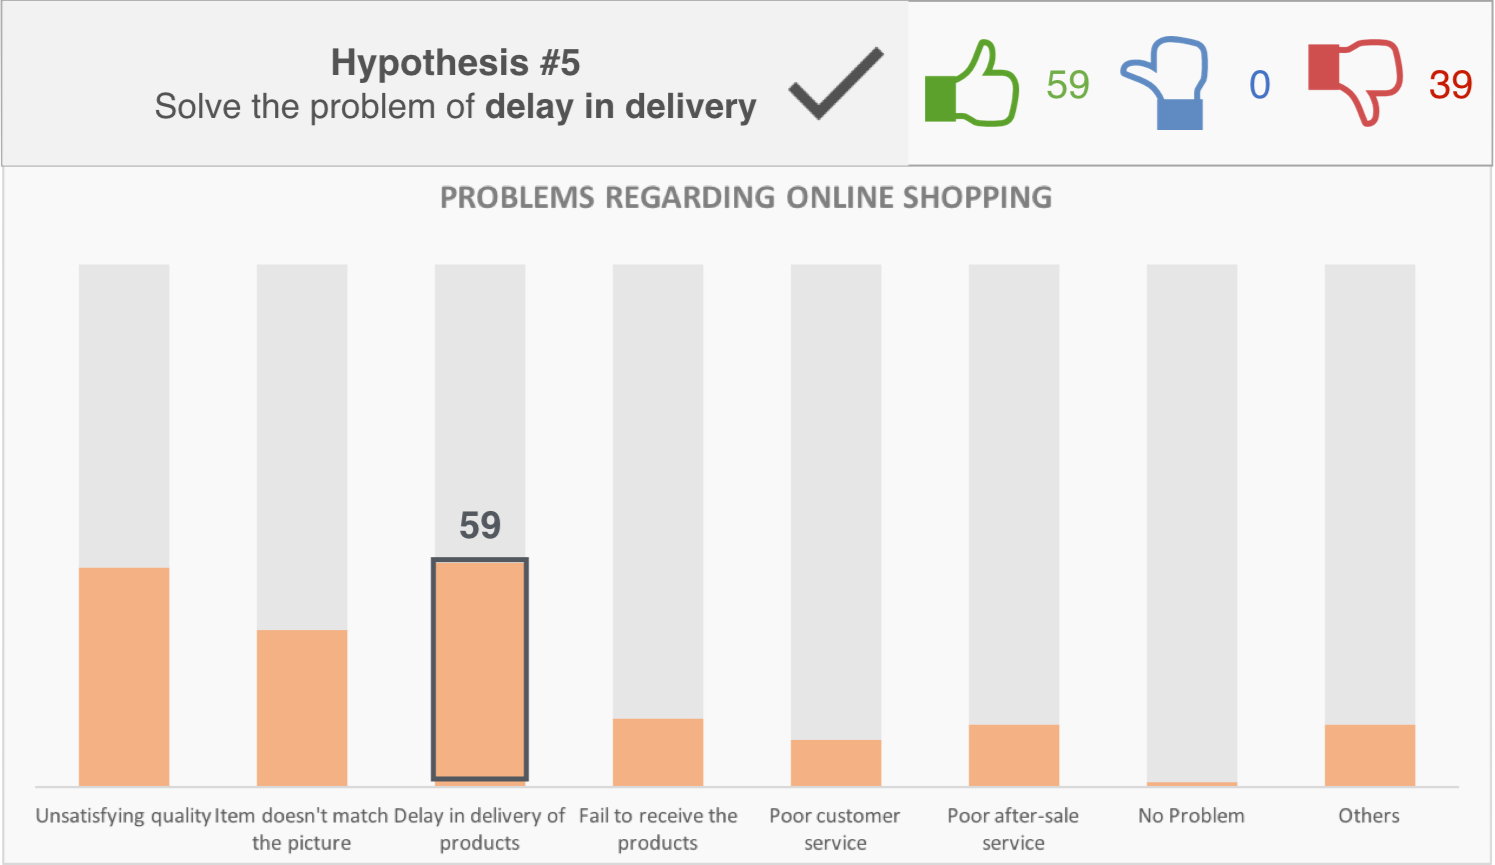 Hypothesis #5
Solve the problem of delay in delivery
59
0
39
PROBLEMS REGARDING ONLINE SHOPPING
59
Unsatisfying quality
Item doesn't match
the picture
Delay in delivery of
products
Fail to receive the
products
Poor customer
service
Poor after-sale
service
No Problem
Others